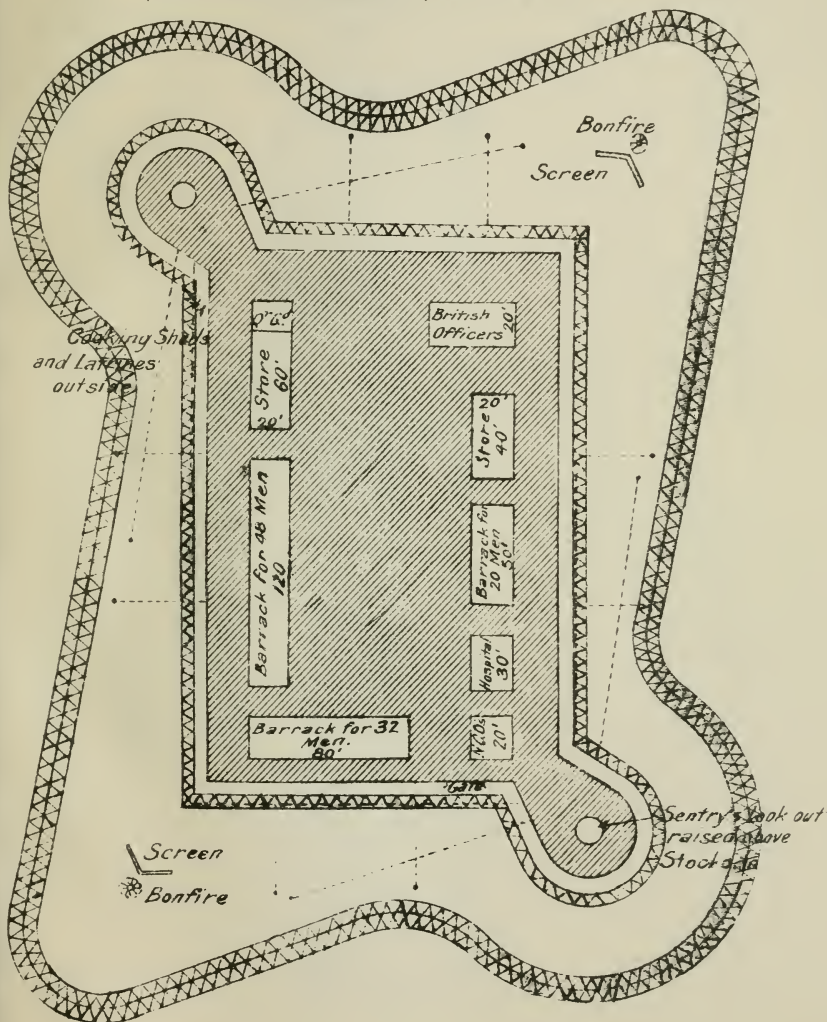 Bonfire
Screen
Cooking Sheds
and Latrines
outside
Store
60'
20'
British
Officers
20'
20'
Store
40'
Barrack for 48 Men
120
Barrack for
20 Men
50'
Hospital
30'
Barrack for 32
Men.
80'
N.C.Os
20'
Gate
Sentry's look out
raised above
Stockade
Screen
Bonfire